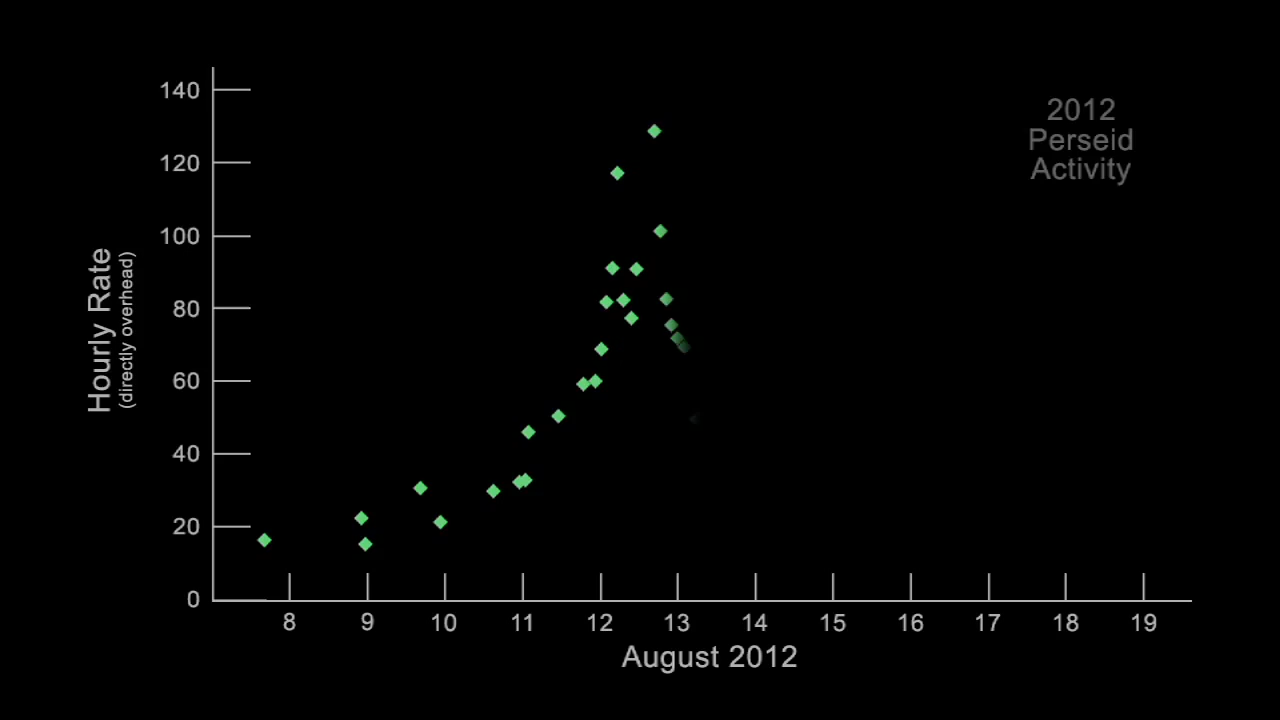 2012
Perseid
Activity
140
120
100
80
60
40
20
0
Hourly Rate
(directly overhead)
8 9 10 11 12 13 14 15 16 17 18 19
August 2012